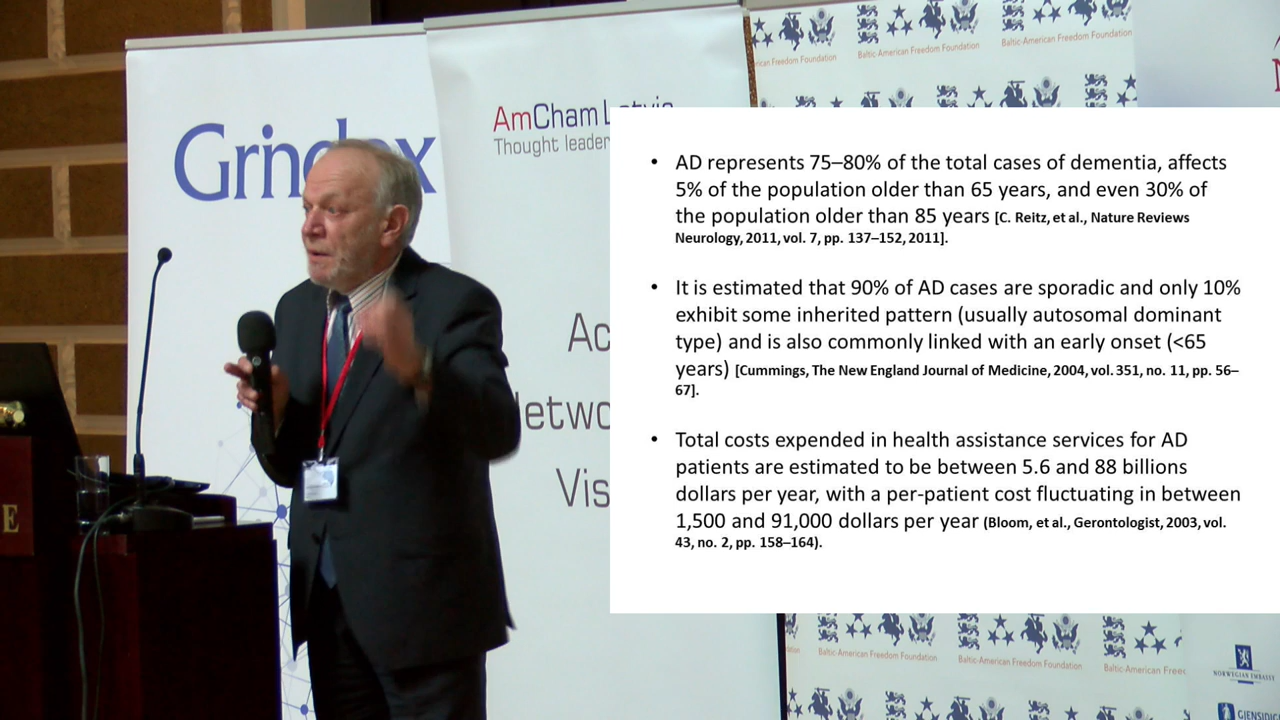 Grindex
AmCham Latvia
Thought leader
rican Freedom Foundation
Baltic-American Freedom Foundation
Baltic-American Freedom Foundation
• AD represents 75–80% of the total cases of dementia, affects
5% of the population older than 65 years, and even 30% of
the population older than 85 years [C. Reitz, et al., Nature Reviews
Neurology, 2011, vol. 7, pp. 137–152, 2011].
• It is estimated that 90% of AD cases are sporadic and only 10%
exhibit some inherited pattern (usually autosomal dominant
type) and is also commonly linked with an early onset (<65
years) [Cummings, The New England Journal of Medicine, 2004, vol. 351, no. 11, pp. 56–
67].
• Total costs expended in health assistance services for AD
patients are estimated to be between 5.6 and 88 billions
dollars per year, with a per-patient cost fluctuating in between
1,500 and 91,000 dollars per year (Bloom, et al., Gerontologist, 2003, vol.
43, no. 2, pp. 158–164).
Ac
etwo
Vis
E
Baltic-American Freedom Foundation
Baltic-American Freedom Foundation
Baltic-American Free
NORWEGIAN EMBASSY
GJENSIDIG